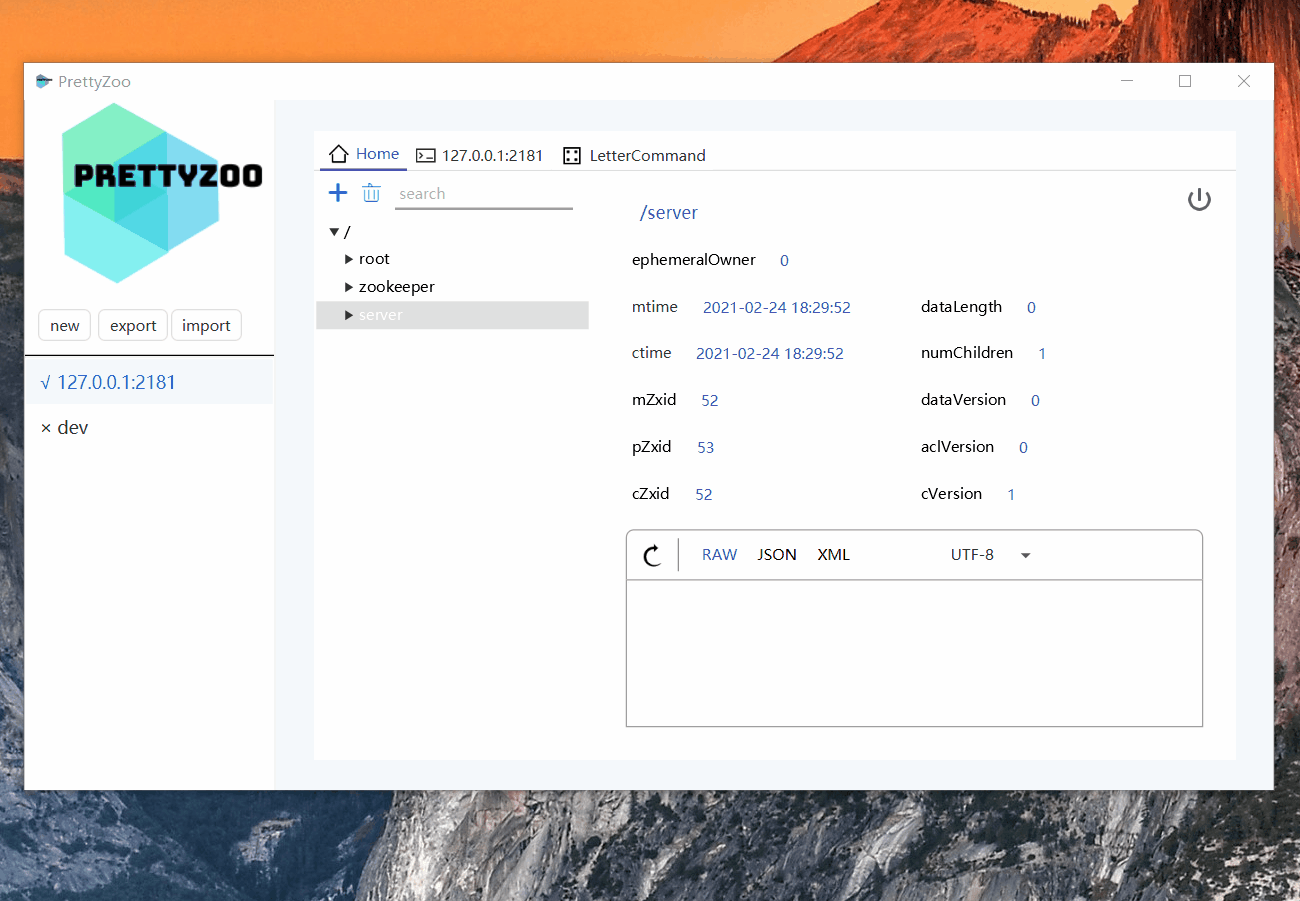 PrettyZoo
PRETTYZOO
new export import
√ 127.0.0.1:2181
× dev
Home 127.0.0.1:2181 LetterCommand
search
/
root
zookeeper
server
/server
ephemeralOwner 0
mtime 2021-02-24 18:29:52 dataLength 0
ctime 2021-02-24 18:29:52 numChildren 1
mZxid 52 dataVersion 0
pZxid 53 aclVersion 0
cZxid 52 cVersion 1
RAW JSON XML UTF-8